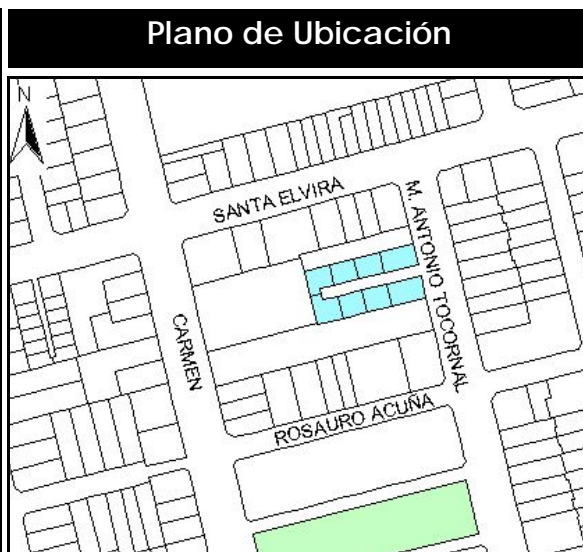 Plano de Ubicación
N
SANTA ELVIRA
M. ANTONIO TOCORNAL
CARMEN
ROSAURO ACUÑA